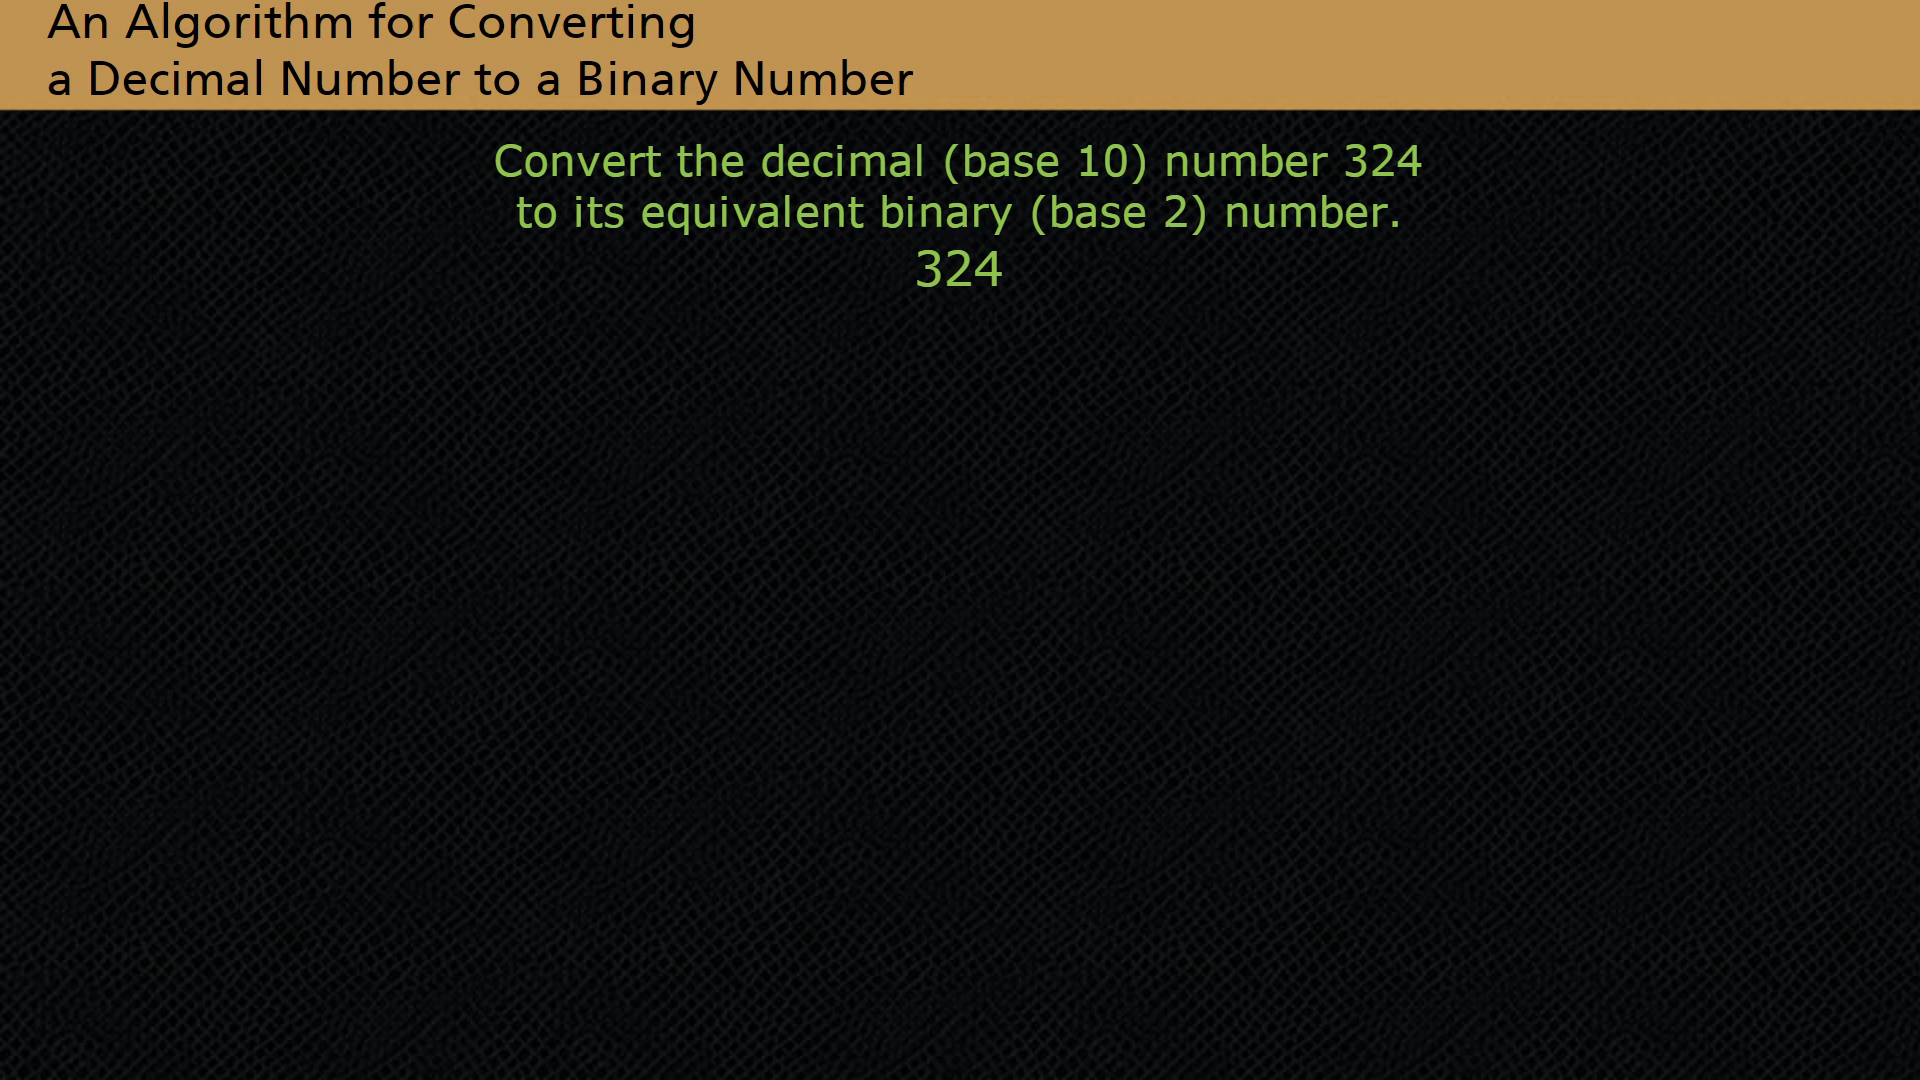 An Algorithm for Converting
a Decimal Number to a Binary Number
Convert the decimal (base 10) number 324
to its equivalent binary (base 2) number.
324